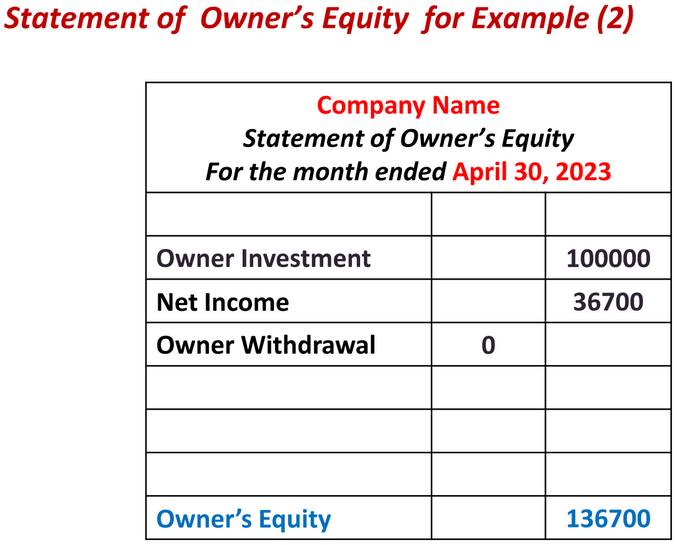 Statement of Owner's Equity for Example (2)
Company Name
Statement of Owner's Equity
For the month ended April 30, 2023
Owner Investment 100000
Net Income 36700
Owner Withdrawal 0
Owner's Equity 136700